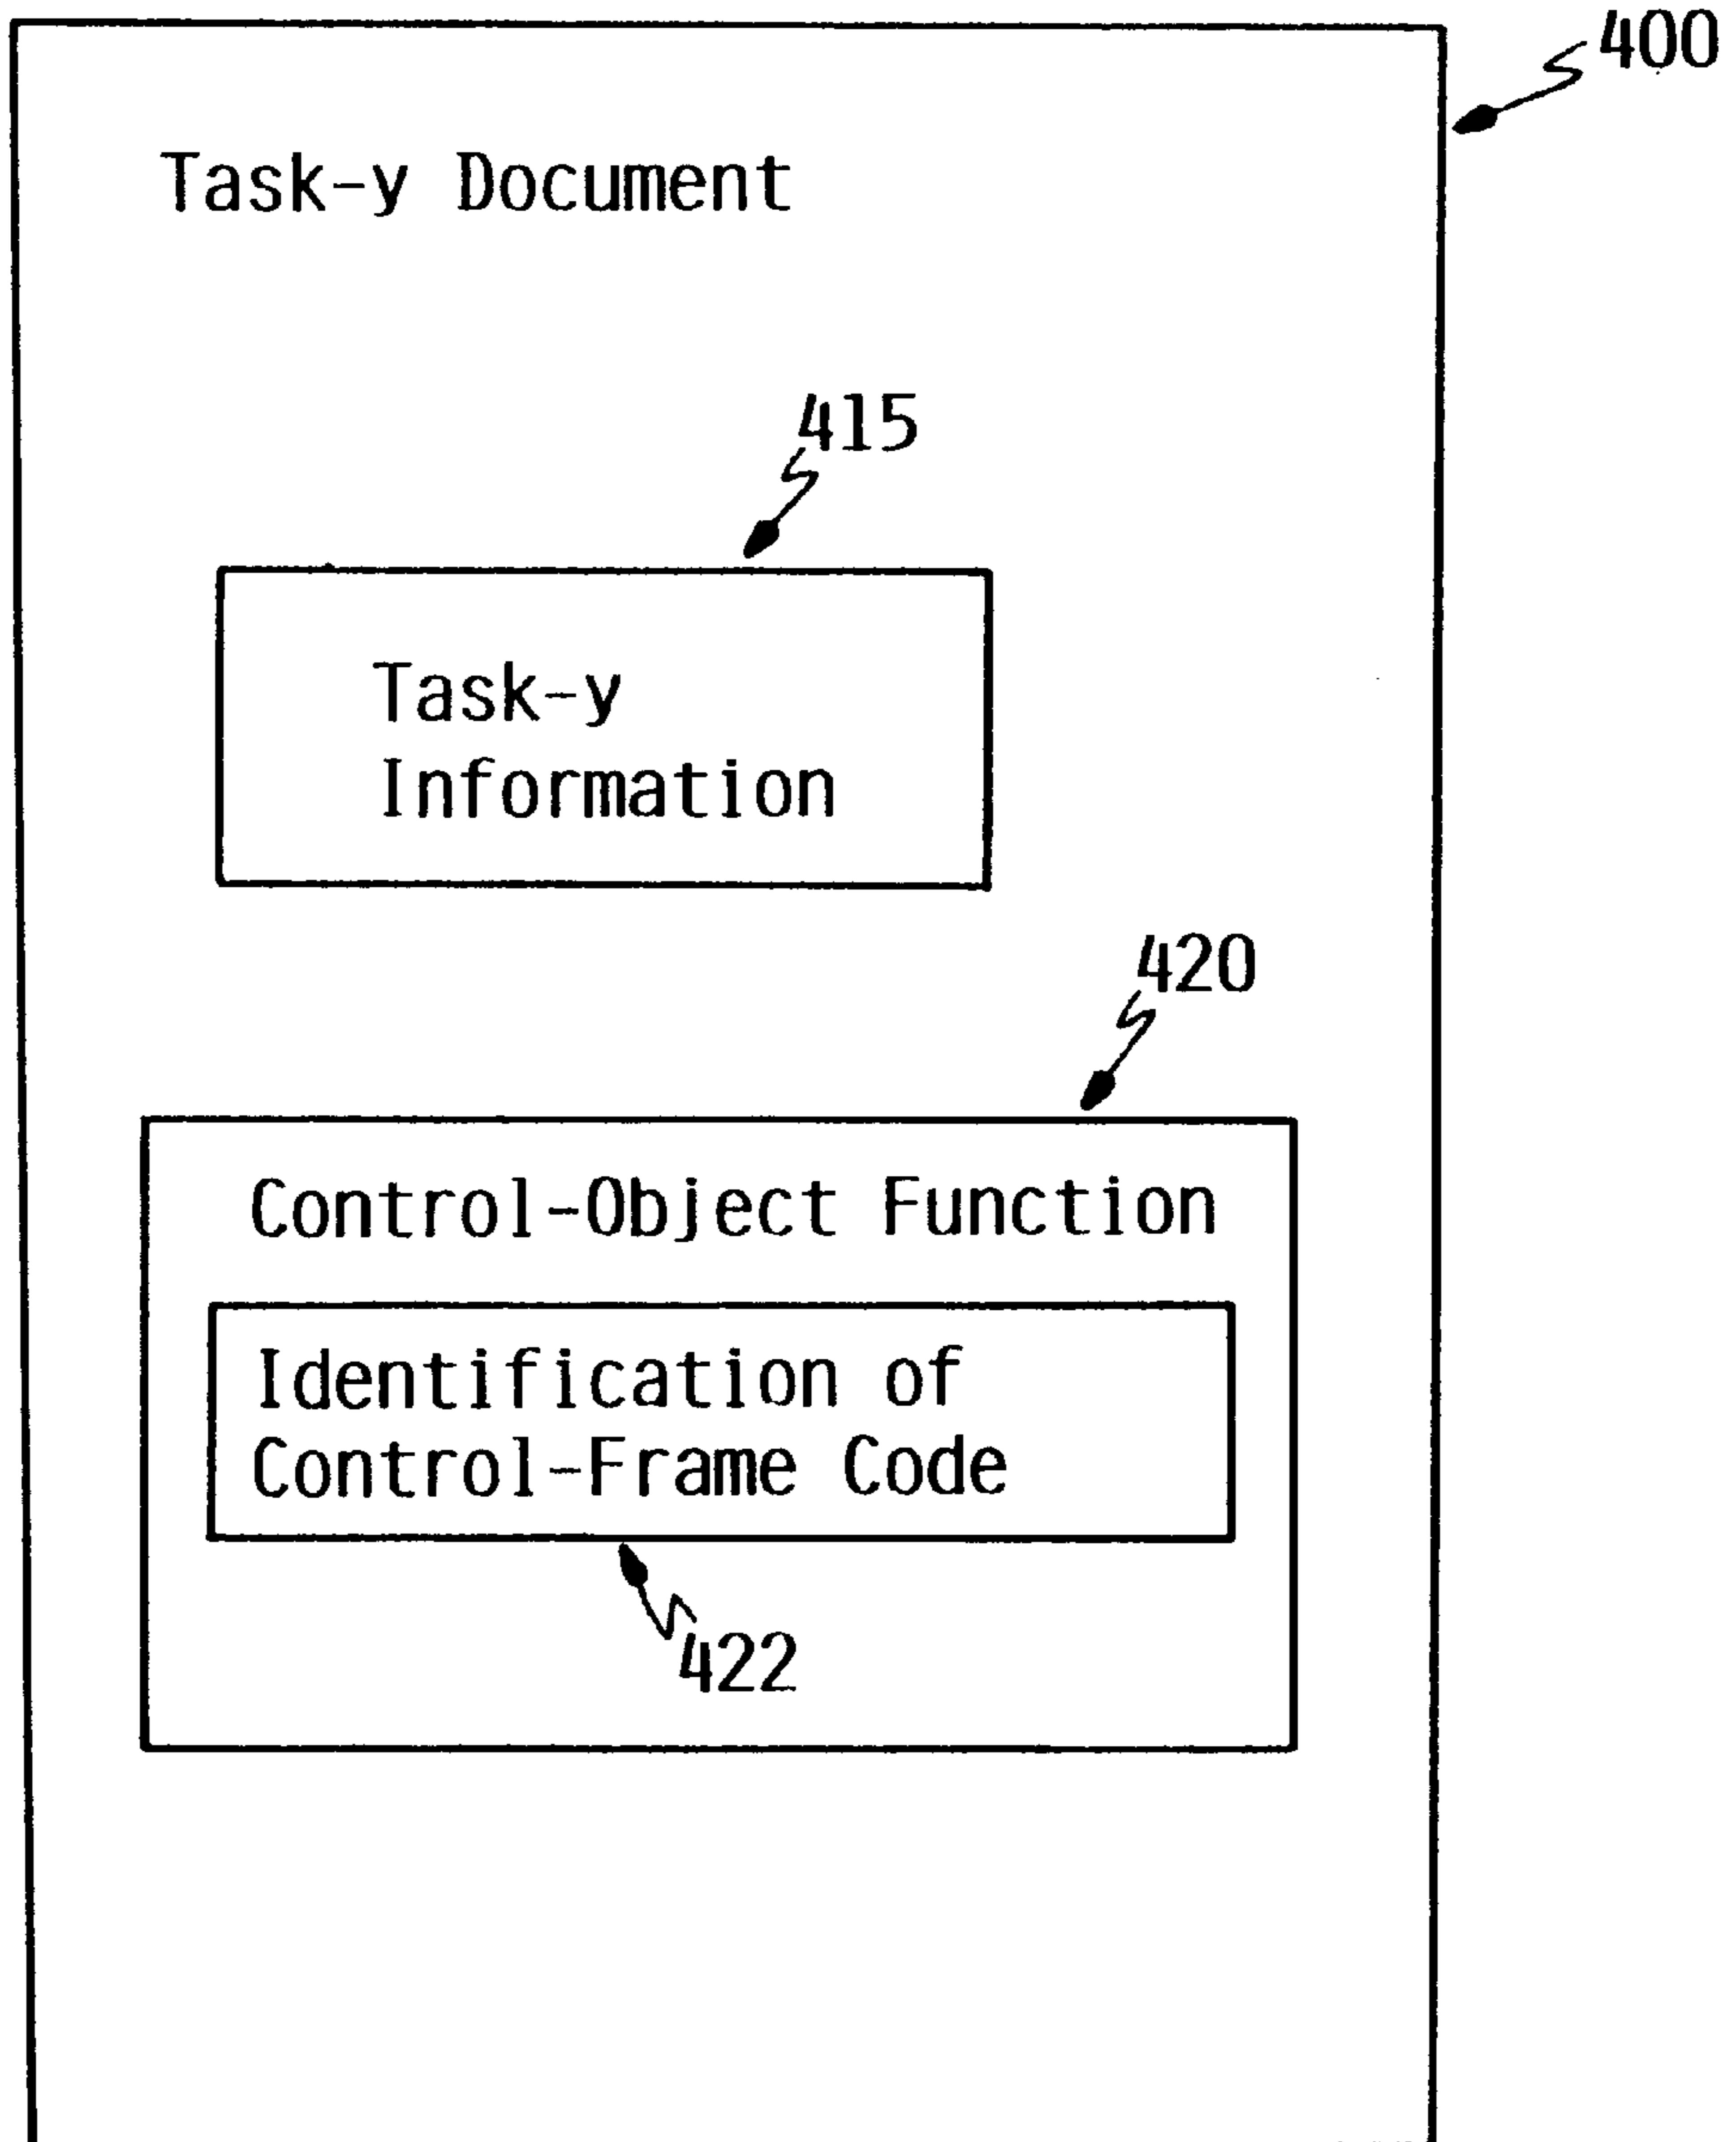 400
Task-y Document
415
Task-y
Information
420
Control-Object Function
Identification of
Control-Frame Code
422